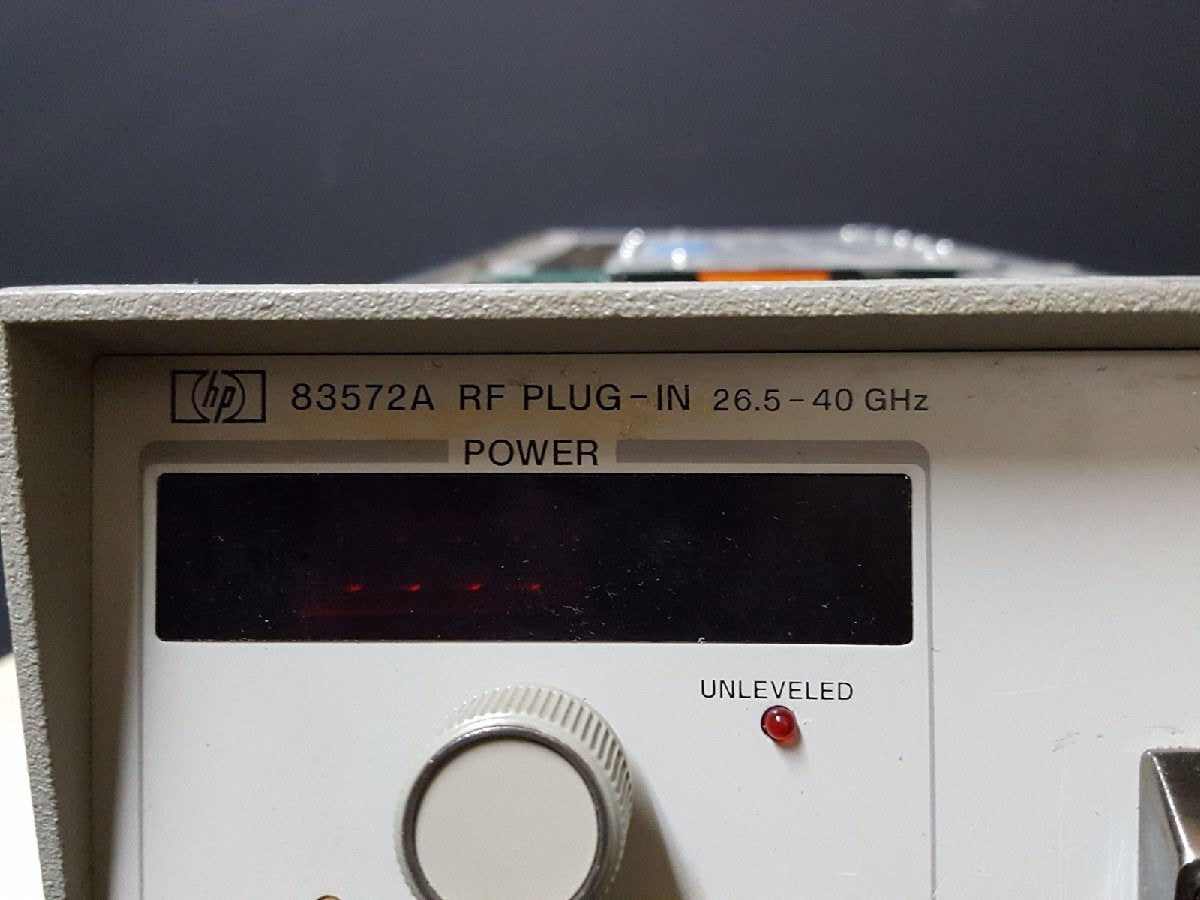 hp 83572A RF PLUG-IN 26.5-40 GHz
POWER
UNLEVELED